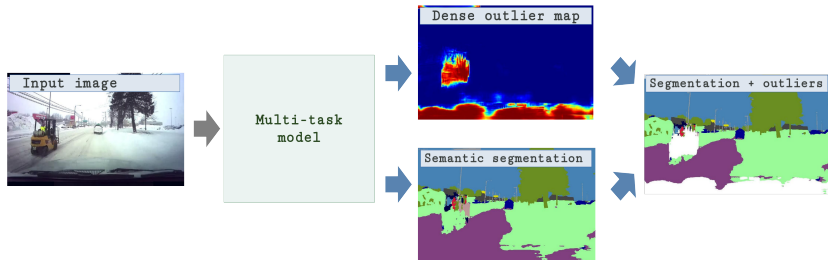 Input image
Multi-task
model
Dense outlier map
Semantic segmentation
Segmentation + outliers